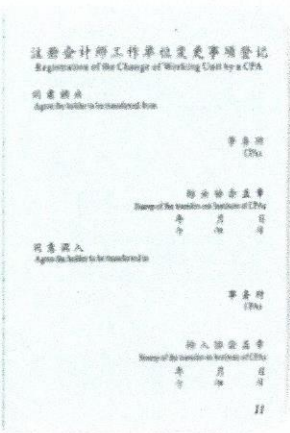 注册会计师工作单位变更事项登记
Registration of the Change of Working Unit by a CPA
同意调出
Agree the holder to be transferred from
事务所
CPAs
转出协会盖章
Stamp of the transfer-out Institute of CPAs
年 月 日
同意调入
Agree the holder to be transferred to
事务所
CPAs
转入协会盖章
Stamp of the transfer-in Institute of CPAs
年 月 日
11